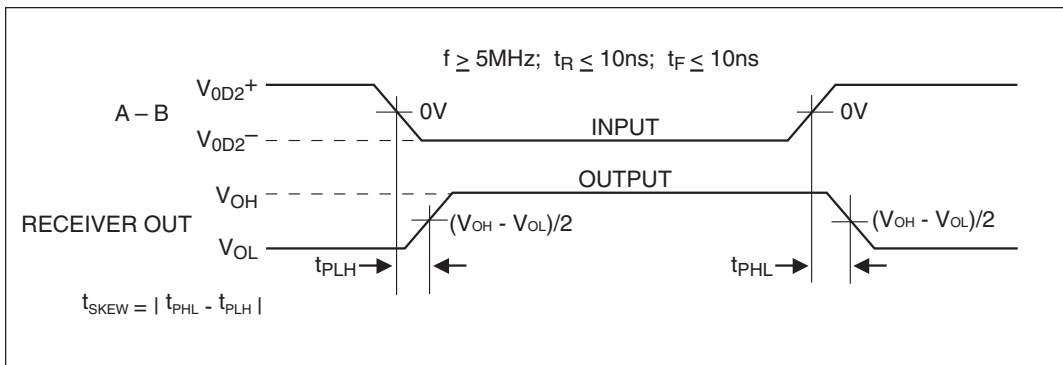 f ≥ 5MHz; tR ≤ 10ns; tF ≤ 10ns
V0D2+
A – B
0V
0V
V0D2–
INPUT
VOH
OUTPUT
RECEIVER OUT
(VOH - VOL)/2
(VOH - VOL)/2
VOL
tPLH
tPHL
tSKEW = | tPHL - tPLH |